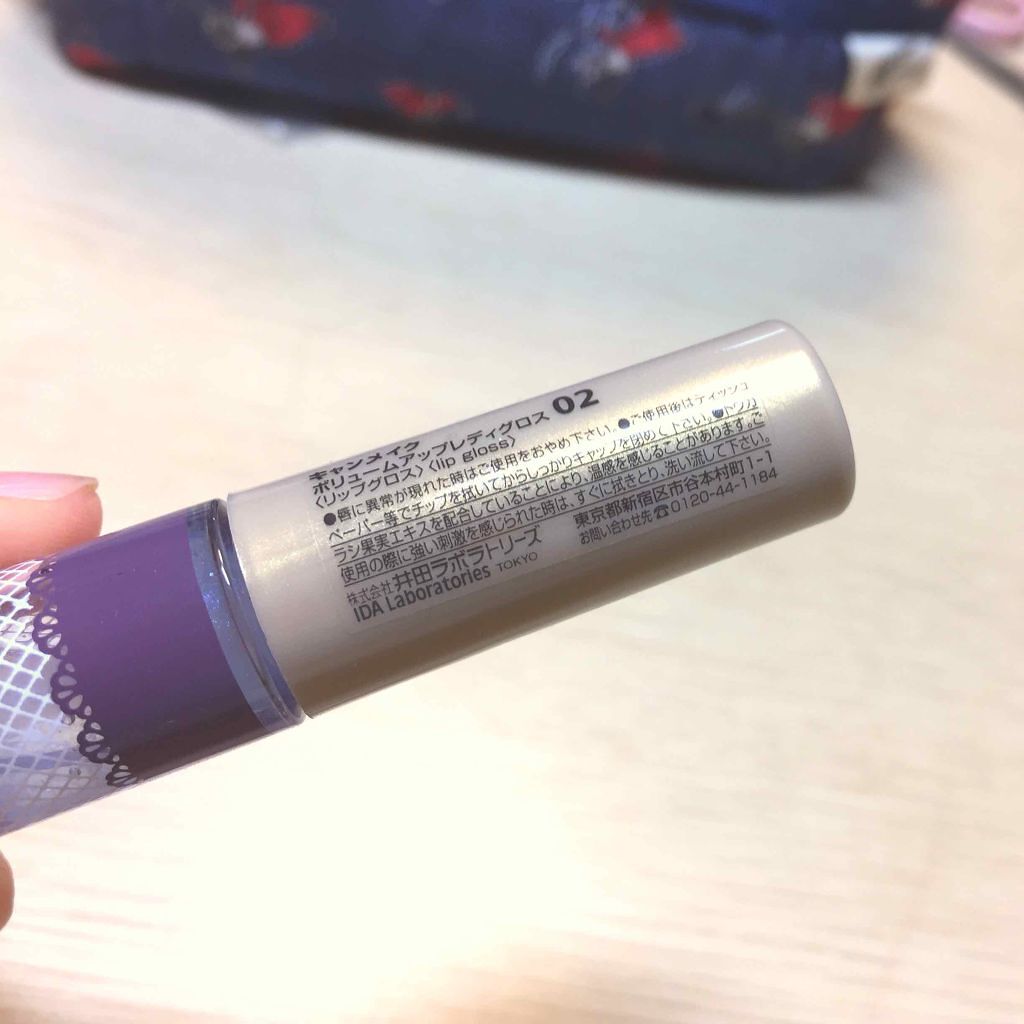 キャンメイク
ボリュームアップレディグロス 02
〈リップグロス〉〈lip gloss〉
●唇に異常が現れた時はご使用をおやめ下さい。●ご使用後はティッシュ
ペーパー等でチップを拭いてからしっかりキャップを閉めて下さい。●トウガ
ラシ果実エキスを配合していることにより、温感を感じることがあります。ご
使用の際に強い刺激を感じられた時は、すぐに拭きとり、洗い流して下さい。
株式会社 井田ラボラトリーズ
IDA Laboratories TOKYO
東京都新宿区市谷本村町1-1
お問い合わせ先☎0120-44-1184